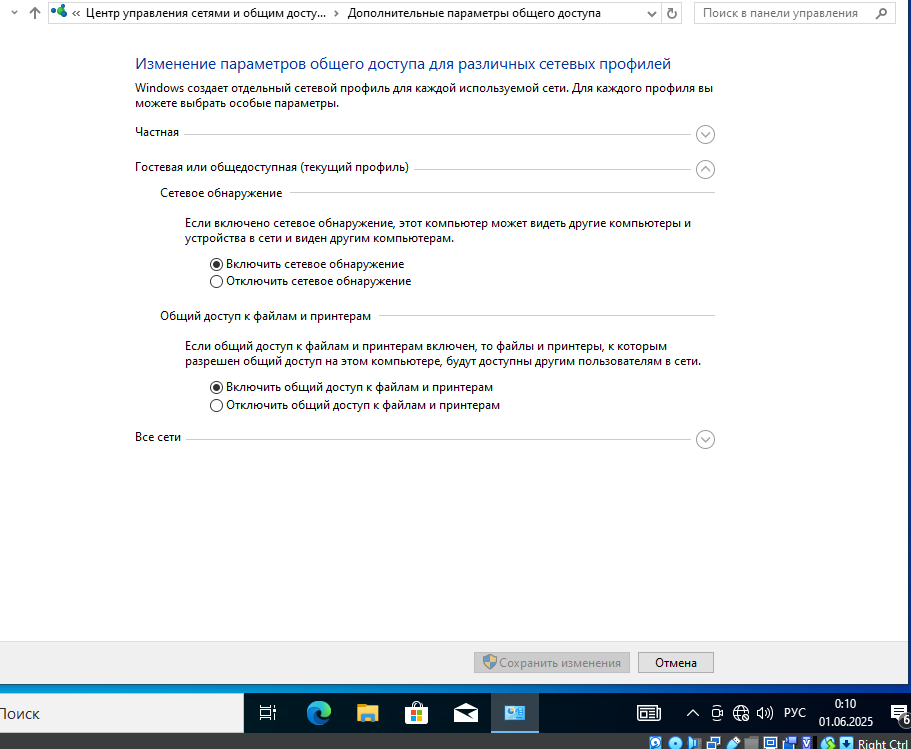 « Центр управления сетями и общим досту... › Дополнительные параметры общего доступа
Поиск в панели управления
Изменение параметров общего доступа для различных сетевых профилей
Windows создает отдельный сетевой профиль для каждой используемой сети. Для каждого профиля вы
можете выбрать особые параметры.
Частная
Гостевая или общедоступная (текущий профиль)
Сетевое обнаружение
Если включено сетевое обнаружение, этот компьютер может видеть другие компьютеры и
устройства в сети и виден другим компьютерам.
Включить сетевое обнаружение
Отключить сетевое обнаружение
Общий доступ к файлам и принтерам
Если общий доступ к файлам и принтерам включен, то файлы и принтеры, к которым
разрешен общий доступ на этом компьютере, будут доступны другим пользователям в сети.
Включить общий доступ к файлам и принтерам
Отключить общий доступ к файлам и принтерам
Все сети
Сохранить изменения
Отмена
Поиск
РУС
0:10
01.06.2025
6
Right Ctrl